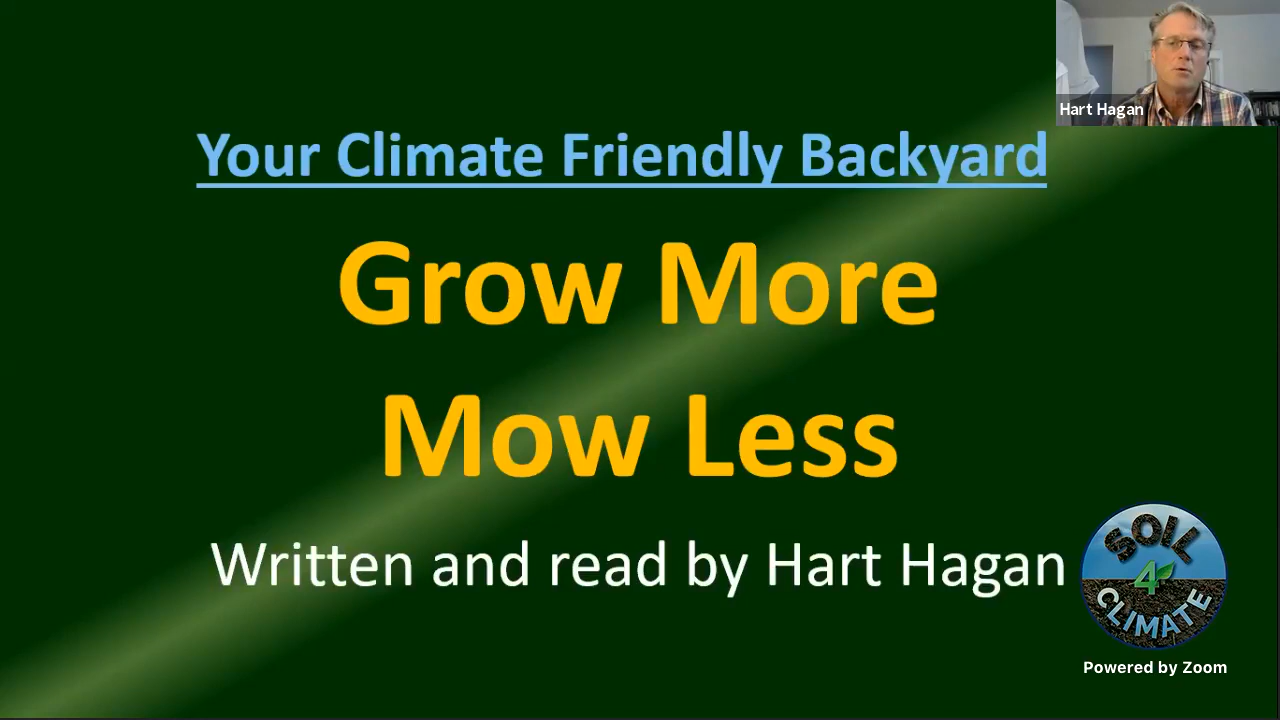 Hart Hagan
Your Climate Friendly Backyard
Grow More
Mow Less
Written and read by Hart Hagan
SOIL
4
CLIMATE
Powered by Zoom